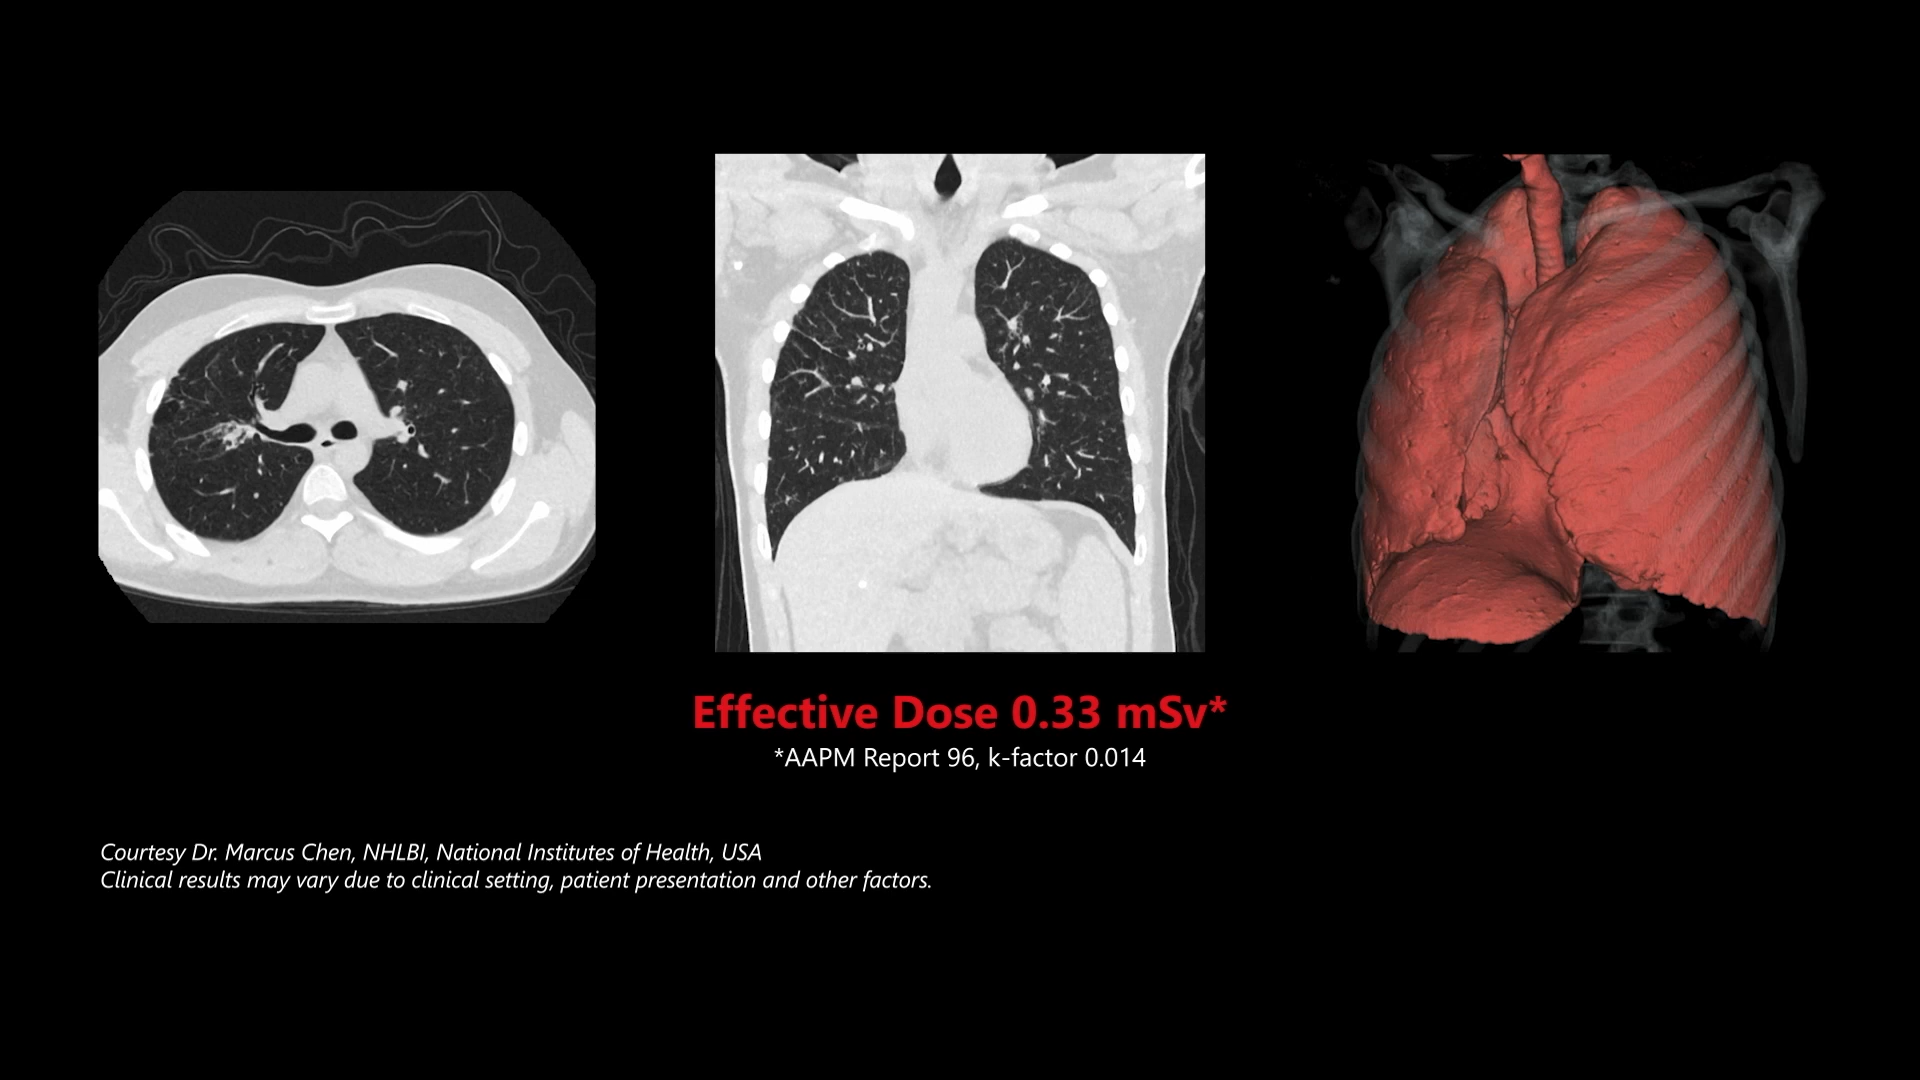 Effective Dose 0.33 mSv*
*AAPM Report 96, k-factor 0.014
Courtesy Dr. Marcus Chen, NHLBI, National Institutes of Health, USA
Clinical results may vary due to clinical setting, patient presentation and other factors.